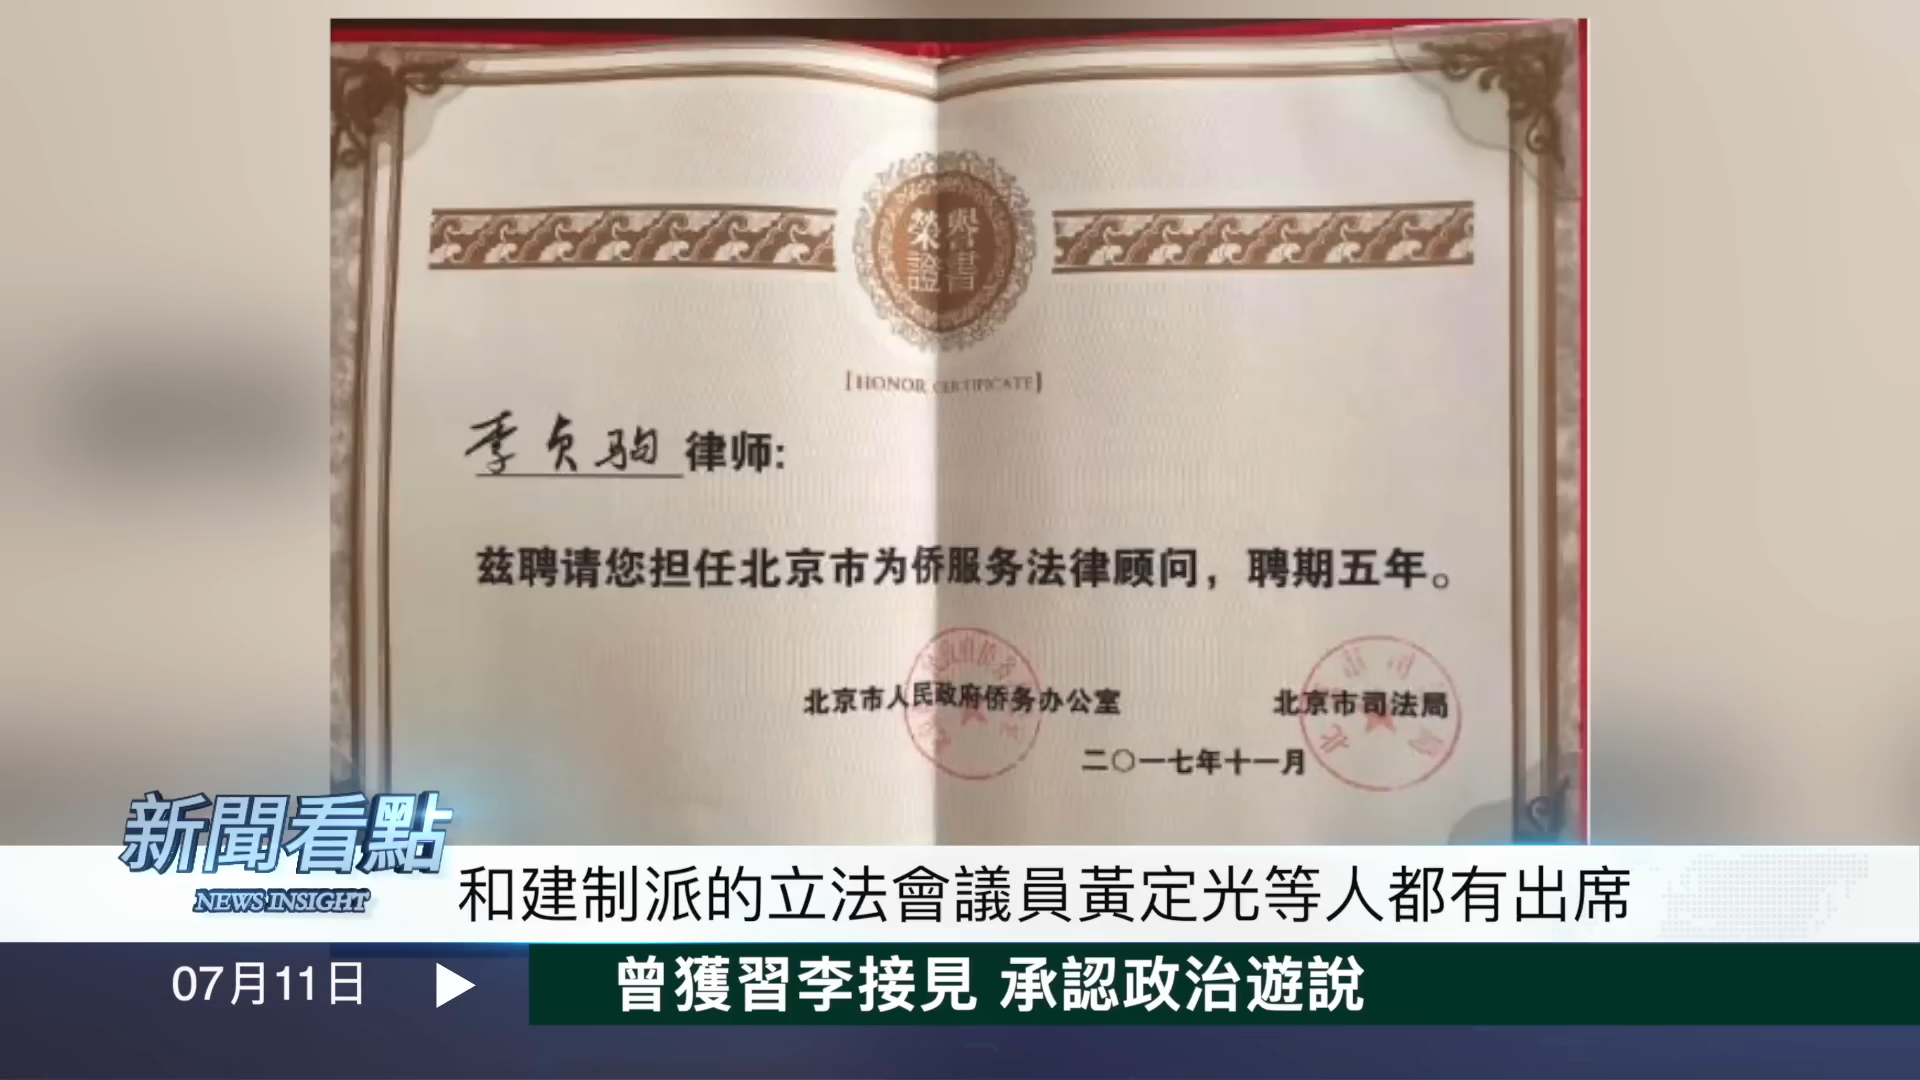 榮譽
證書
[HONOR CERTIFICATE]
李贞驹 律师:
兹聘请您担任北京市为侨服务法律顾问，聘期五年。
北京市人民政府侨务办公室 北京市司法局
二〇一七年十一月
新聞看點
NEWS INSIGHT
和建制派的立法會議員黃定光等人都有出席
07月11日
曾獲習李接見 承認政治遊說